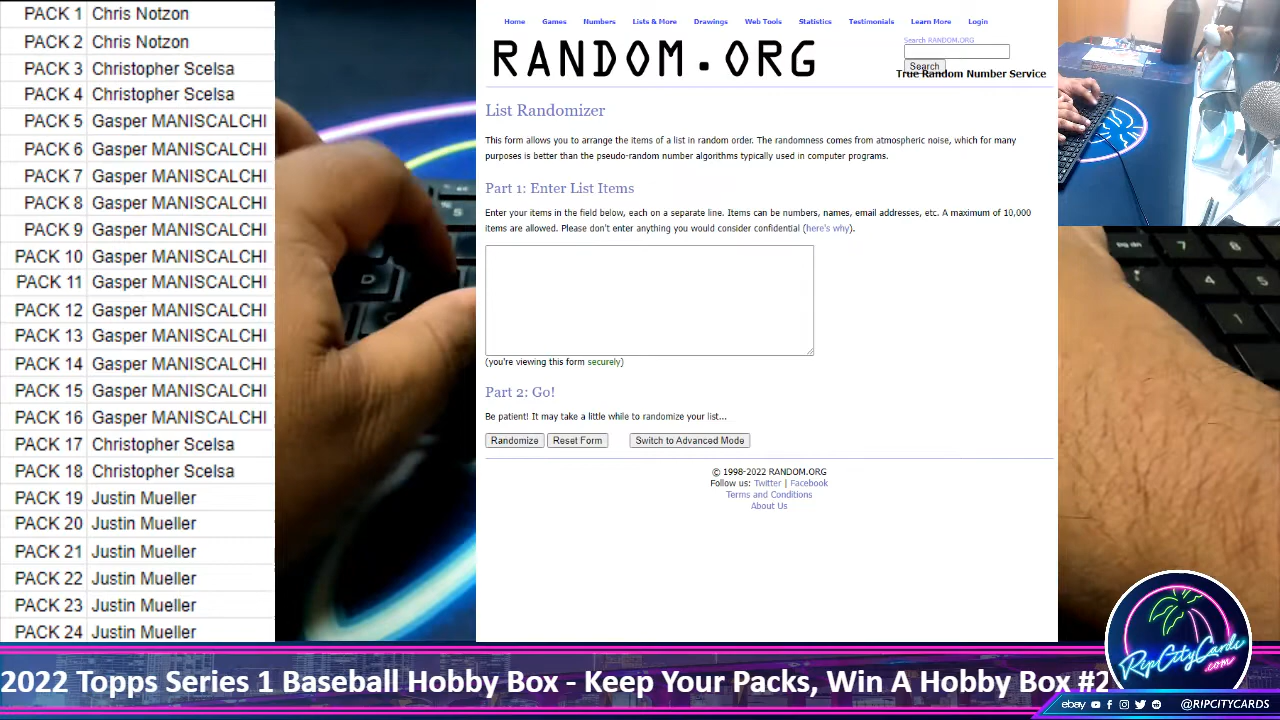 PACK 1 Chris Notzon
PACK 2 Chris Notzon
PACK 3 Christopher Scelsa
PACK 4 Christopher Scelsa
PACK 5 Gasper MANISCALCHI
PACK 6 Gasper MANISCALCHI
PACK 7 Gasper MANISCALCHI
PACK 8 Gasper MANISCALCHI
PACK 9 Gasper MANISCALCHI
PACK 10 Gasper MANISCALCHI
PACK 11 Gasper MANISCALCHI
PACK 12 Gasper MANISCALCHI
PACK 13 Gasper MANISCALCHI
PACK 14 Gasper MANISCALCHI
PACK 15 Gasper MANISCALCHI
PACK 16 Gasper MANISCALCHI
PACK 17 Christopher Scelsa
PACK 18 Christopher Scelsa
PACK 19 Justin Mueller
PACK 20 Justin Mueller
PACK 21 Justin Mueller
PACK 22 Justin Mueller
PACK 23 Justin Mueller
PACK 24 Justin Mueller
Home Games Numbers Lists & More Drawings Web Tools Statistics Testimonials Learn More Login
RANDOM.ORG
Search RANDOM.ORG
Search
True Random Number Service
List Randomizer
This form allows you to arrange the items of a list in random order. The randomness comes from atmospheric noise, which for many
purposes is better than the pseudo-random number algorithms typically used in computer programs.
Part 1: Enter List Items
Enter your items in the field below, each on a separate line. Items can be numbers, names, email addresses, etc. A maximum of 10,000
items are allowed. Please don't enter anything you would consider confidential (here's why).
(you're viewing this form securely)
Part 2: Go!
Be patient! It may take a little while to randomize your list...
Randomize Reset Form Switch to Advanced Mode
© 1998-2022 RANDOM.ORG
Follow us: Twitter | Facebook
Terms and Conditions
About Us
D
4
1
2022 Topps Series 1 Baseball Hobby Box - Keep Your Packs, Win A Hobby Box #2
RipCityCards
.com
ebay @RIPCITYCARDS